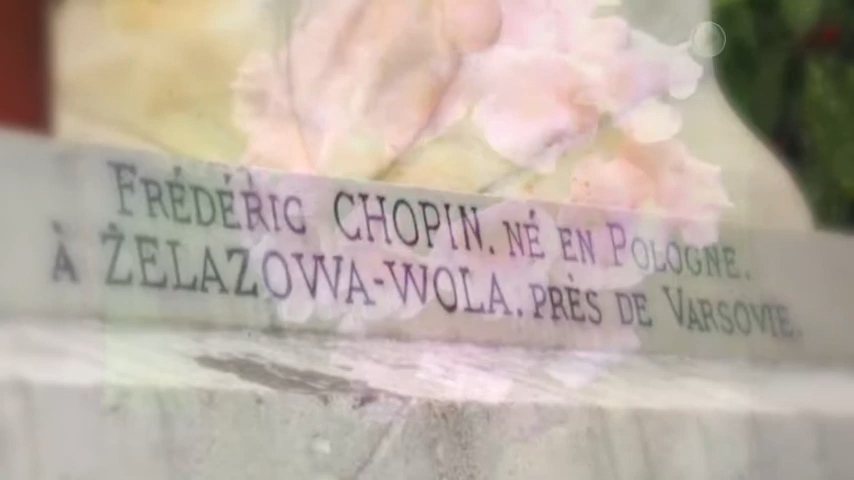 FRÉDÉRIC CHOPIN, NÉ EN POLOGNE,
À ŻELAZOWA-WOLA, PRÈS DE VARSOVIE.